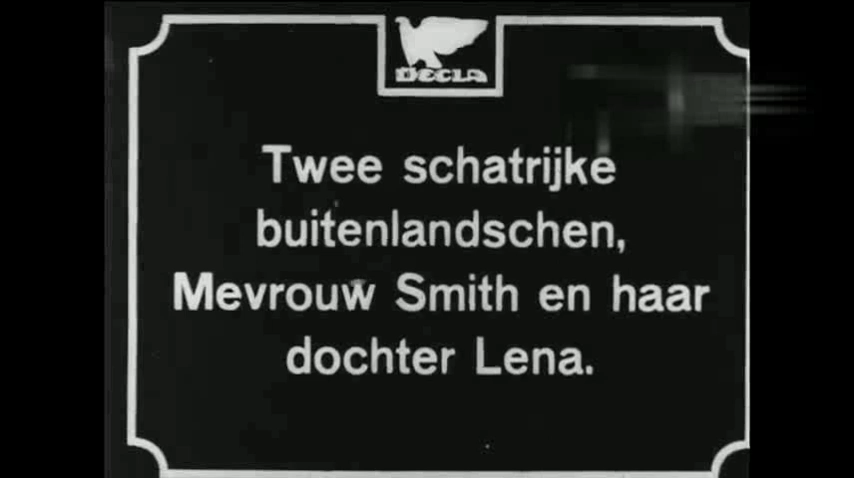 DECLA
Twee schatrijke
buitenlandschen,
Mevrouw Smith en haar
dochter Lena.